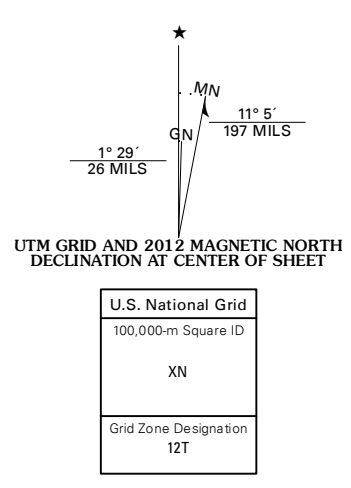 ★
MN
11° 5´
197 MILS
GN
1° 29´
26 MILS
UTM GRID AND 2012 MAGNETIC NORTH
DECLINATION AT CENTER OF SHEET
U.S. National Grid
100,000-m Square ID
XN
Grid Zone Designation
12T